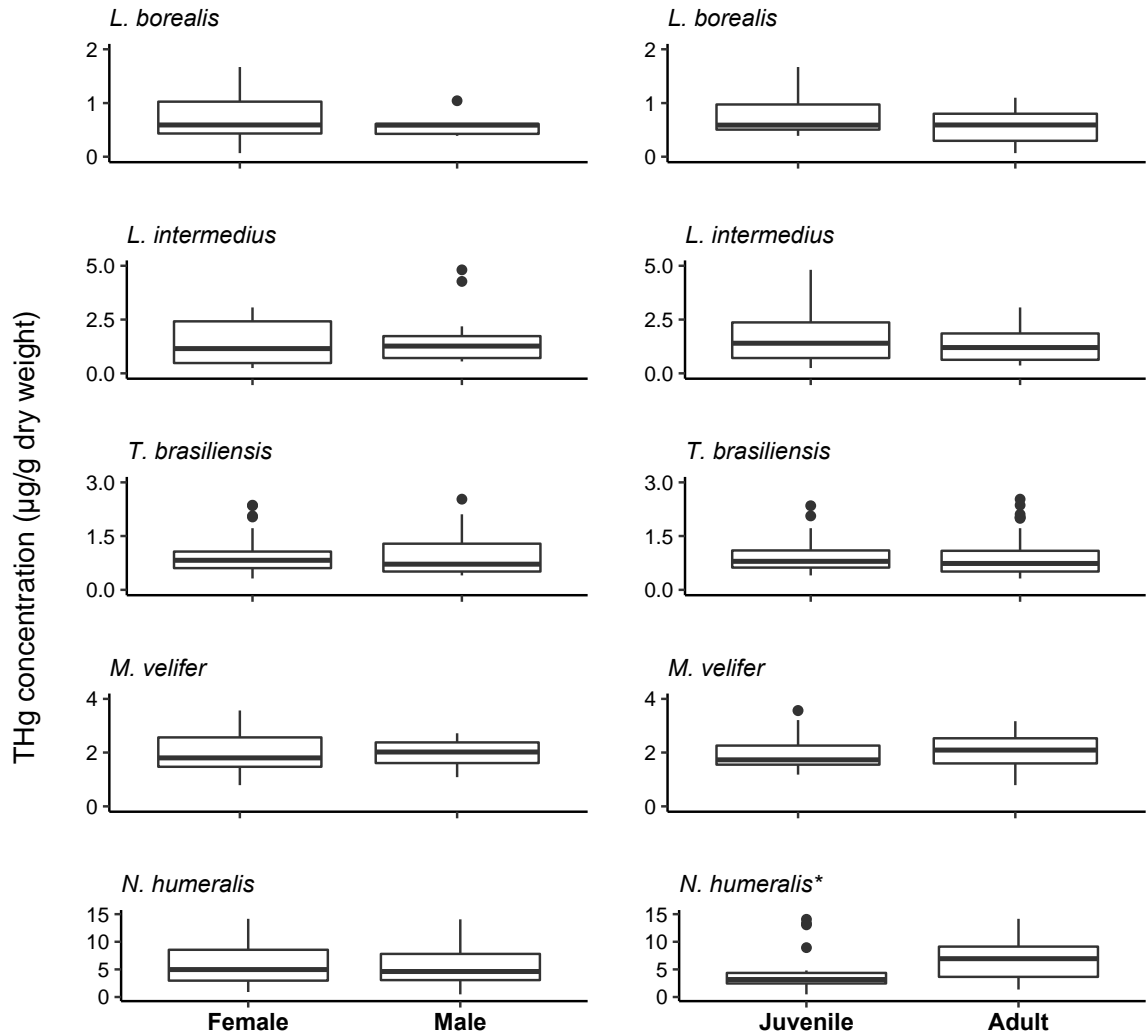 L. borealis
L. borealis
2
1
0
2
1
0
L. intermedius
L. intermedius
5.0
2.5
0.0
5.0
2.5
0.0
T. brasiliensis
T. brasiliensis
3.0
1.5
0.0
3.0
1.5
0.0
M. velifer
M. velifer
4
2
0
4
2
0
N. humeralis
N. humeralis*
15
10
5
0
15
10
5
0
Female Male
Juvenile Adult
THg concentration (µg/g dry weight)